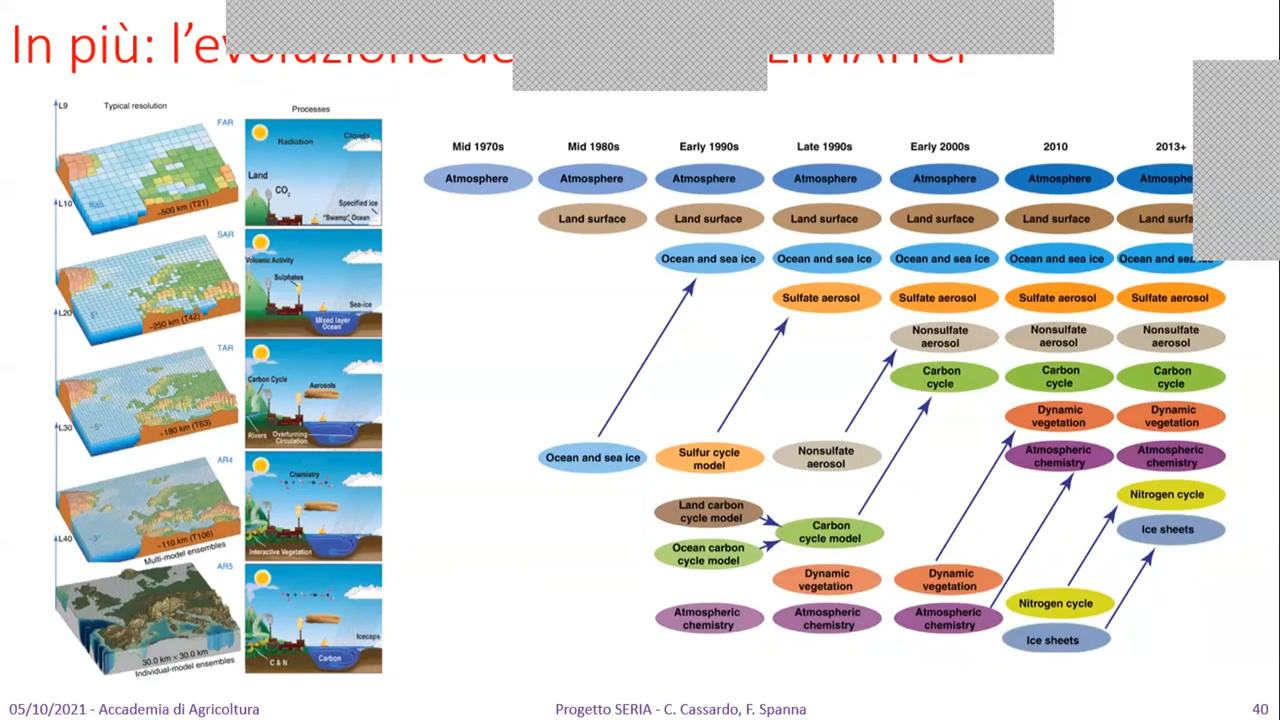 In più: l'evoluzione
L9
Typical resolution
Processes
FAR
~500 km (T21)
Radiation
Clouds
Land
CO2
Specified ice
"Swamp" Ocean
L10
SAR
~250 km (T42)
Volcanic Activity
Sulphates
Sea-ice
Mixed layer
Ocean
L20
TAR
~5°
~180 km (T63)
Carbon Cycle
Aerosols
Rivers
Overturning
Circulation
L30
AR4
~3°
~110 km (T106)
Multi-model ensembles
Chemistry
Interactive Vegetation
L40
AR5
30.0 km × 30.0 km
Individual-model ensembles
Icecaps
C & N
Carbon
Mid 1970s Mid 1980s Early 1990s Late 1990s Early 2000s 2010 2013+
Atmosphere Atmosphere Atmosphere Atmosphere Atmosphere Atmosphere
Land surface Land surface Land surface Land surface Land surface Land
Ocean and sea ice Ocean and sea ice Ocean and sea ice Ocean and sea ice Ocean and sea ice
Sulfate aerosol Sulfate aerosol Sulfate aerosol Sulfate aerosol
Nonsulfate Nonsulfate Nonsulfate
aerosol aerosol aerosol
Carbon Carbon Carbon
cycle cycle cycle
Dynamic Dynamic
vegetation vegetation
Ocean and sea ice Sulfur cycle Nonsulfate Atmospheric Atmospheric
model aerosol chemistry chemistry
Nitrogen cycle
Land carbon
cycle model
Carbon
cycle model
Ice sheets
Ocean carbon
cycle model
Dynamic Dynamic
vegetation vegetation
Nitrogen cycle
Atmospheric Atmospheric Atmospheric
chemistry chemistry chemistry
Ice sheets
05/10/2021 - Accademia di Agricoltura
Progetto SERIA - C. Cassardo, F. Spanna
40